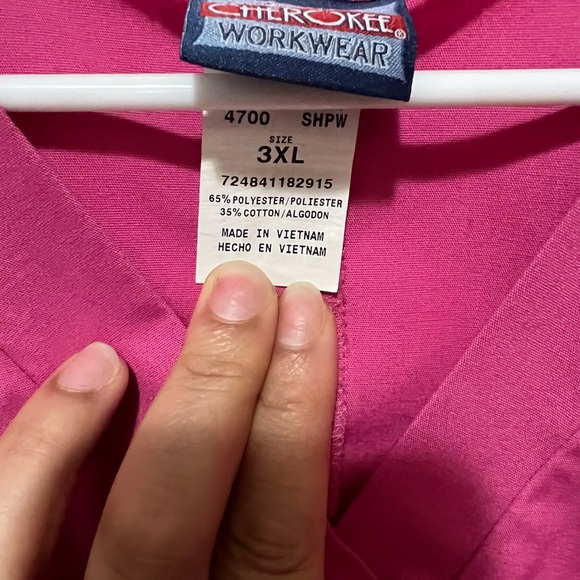 CHEROKEE®
WORKWEAR
4700 SHPW
SIZE
3XL
724841182915
65% POLYESTER/POLIESTER
35% COTTON/ALGODON
MADE IN VIETNAM
HECHO EN VIETNAM